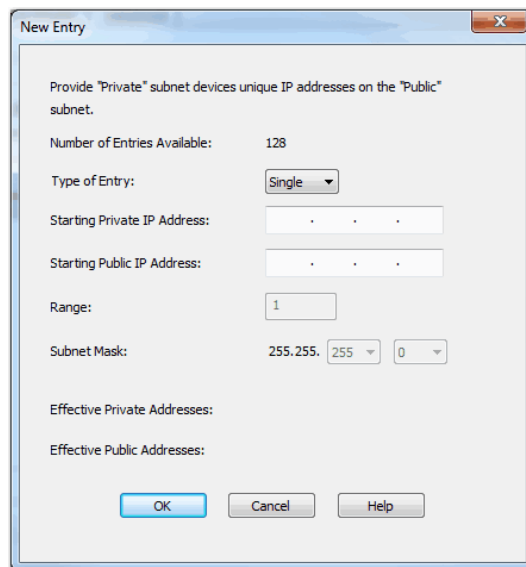 New Entry
Provide "Private" subnet devices unique IP addresses on the "Public"
subnet.
Number of Entries Available: 128
Type of Entry: Single
Starting Private IP Address: . . .
Starting Public IP Address: . . .
Range: 1
Subnet Mask: 255.255. 255 0
Effective Private Addresses:
Effective Public Addresses:
OK Cancel Help